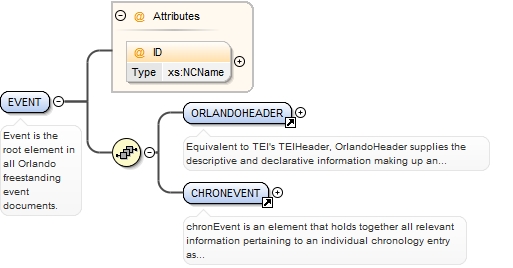 @ Attributes
@ ID
Type xs:NCName
EVENT
Event is the
root element in
all Orlando
freestanding
event
documents.
ORLANDOHEADER
Equivalent to TEI's TEIHeader, OrlandoHeader supplies the
descriptive and declarative information making up an...
CHRONEVENT
chronEvent is an element that holds together all relevant
information pertaining to an individual chronology entry
as...